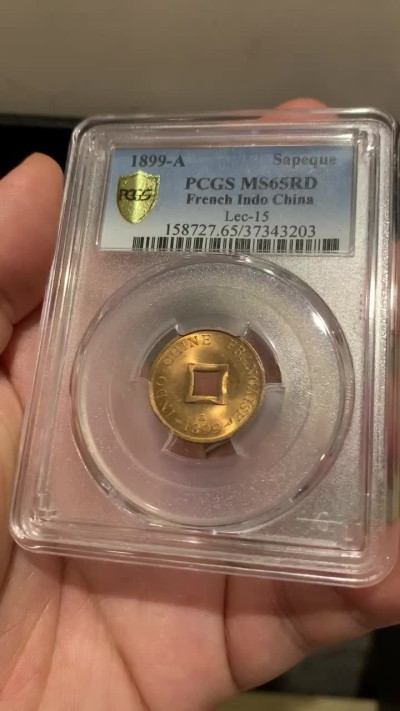 1899-A Sapeque
PCGS MS65RD
French Indo China
Lec-15
158727.65/37343203
PCGS
INDO-CHINE FRANÇAISE
A
1899